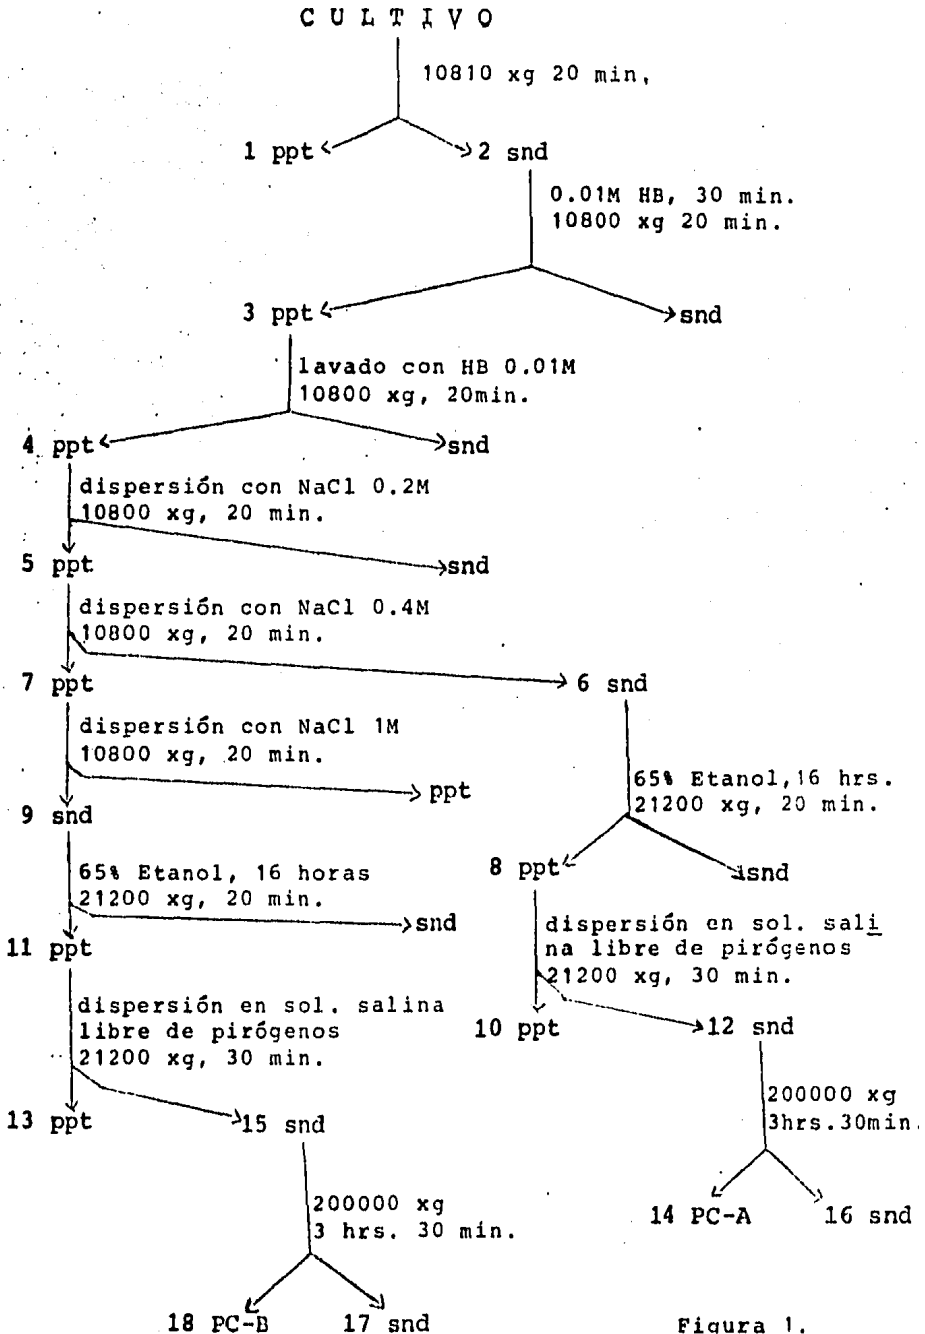 C U L T I V O
10810 xg 20 min.
1 ppt
2 snd
0.01M HB, 30 min.
10800 xg 20 min.
3 ppt
snd
lavado con HB 0.01M
10800 xg, 20min.
4 ppt
snd
dispersión con NaCl 0.2M
10800 xg, 20 min.
5 ppt
snd
dispersión con NaCl 0.4M
10800 xg, 20 min.
7 ppt
6 snd
dispersión con NaCl 1M
10800 xg, 20 min.
ppt
9 snd
65% Etanol,16 hrs.
21200 xg, 20 min.
8 ppt
snd
65% Etanol, 16 horas
21200 xg, 20 min.
snd
11 ppt
dispersión en sol. sali
na libre de pirógenos
21200 xg, 30 min.
10 ppt
12 snd
dispersión en sol. salina
libre de pirógenos
21200 xg, 30 min.
13 ppt
15 snd
200000 xg
3hrs.30min.
14 PC-A
16 snd
200000 xg
3 hrs. 30 min.
18 PC-B
17 snd
Figura 1.